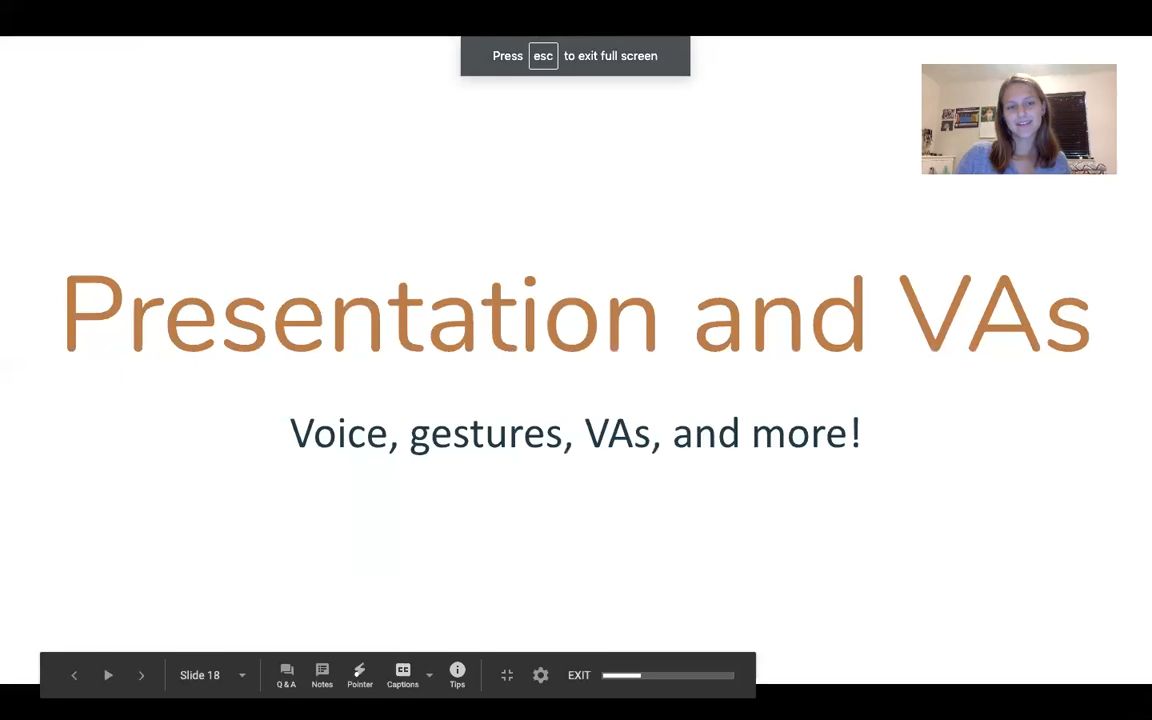 Press esc to exit full screen
Presentation and VAs
Voice, gestures, VAs, and more!
Slide 18
Q & A
Notes
Pointer
CC
Captions
Tips
EXIT